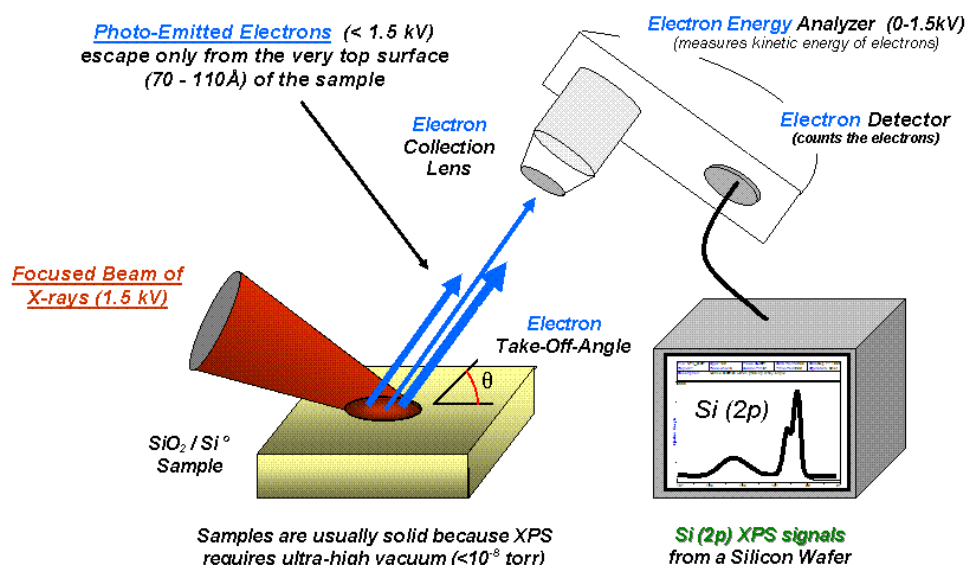 Photo-Emitted Electrons (< 1.5 kV)
escape only from the very top surface
(70 - 110Å) of the sample
Electron Energy Analyzer (0-1.5kV)
(measures kinetic energy of electrons)
Electron Detector
(counts the electrons)
Electron
Collection
Lens
Focused Beam of
X-rays (1.5 kV)
Electron
Take-Off-Angle
θ
SiO₂ / Si°
Sample
Si (2p)
Samples are usually solid because XPS
requires ultra-high vacuum (<10⁻⁸ torr)
Si (2p) XPS signals
from a Silicon Wafer